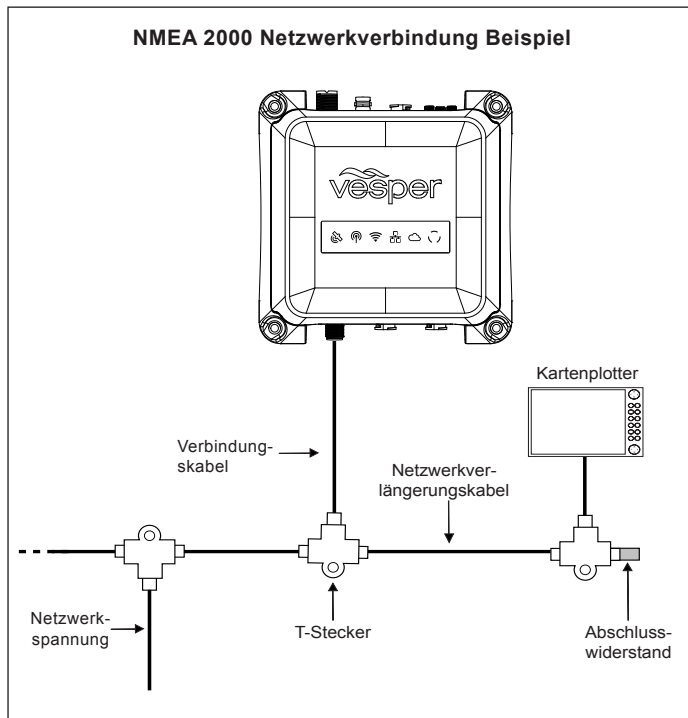 NMEA 2000 Netzwerkverbindung Beispiel
vesper
Kartenplotter
Verbindung-
skabel
Netzwerkver-
längerungskabel
Netzwerk-
spannung
T-Stecker
Abschluss-
widerstand